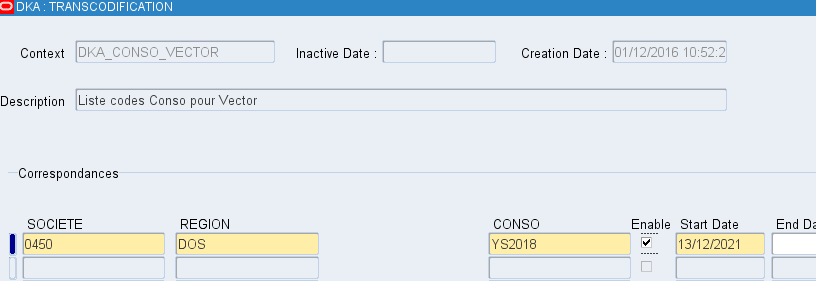 DKA : TRANSCODIFICATION
Context DKA_CONSO_VECTOR Inactive Date : Creation Date : 01/12/2016 10:52:2
Description Liste codes Conso pour Vector
Correspondances
SOCIETE REGION CONSO Enable Start Date End Da
0450 DOS YS2018 13/12/2021